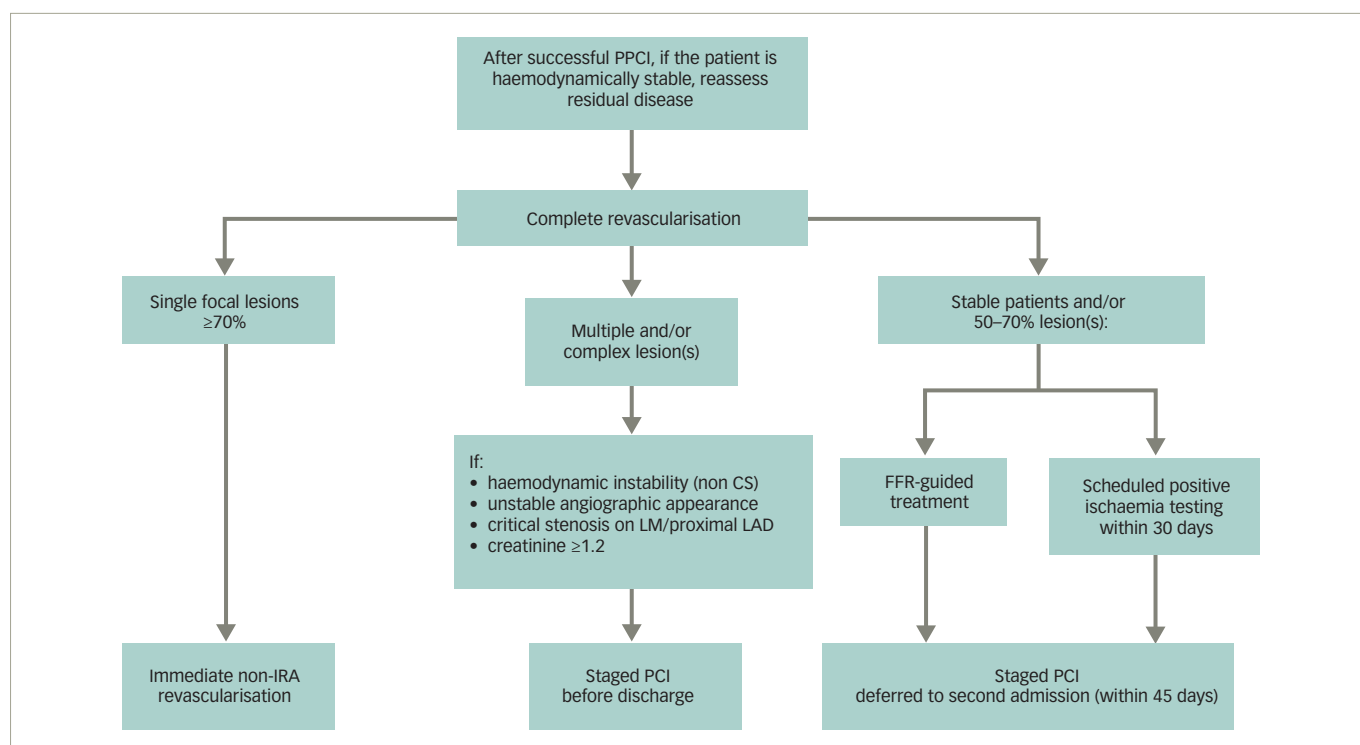 After successful PPCI, if the patient is
haemodynamically stable, reassess
residual disease
Complete revascularisation
Single focal lesions
≥70%
Multiple and/or
complex lesion(s)
Stable patients and/or
50–70% lesion(s):
If:
• haemodynamic instability (non CS)
• unstable angiographic appearance
• critical stenosis on LM/proximal LAD
• creatinine ≥1.2
FFR-guided
treatment
Scheduled positive
ischaemia testing
within 30 days
Immediate non-IRA
revascularisation
Staged PCI
before discharge
Staged PCI
deferred to second admission (within 45 days)